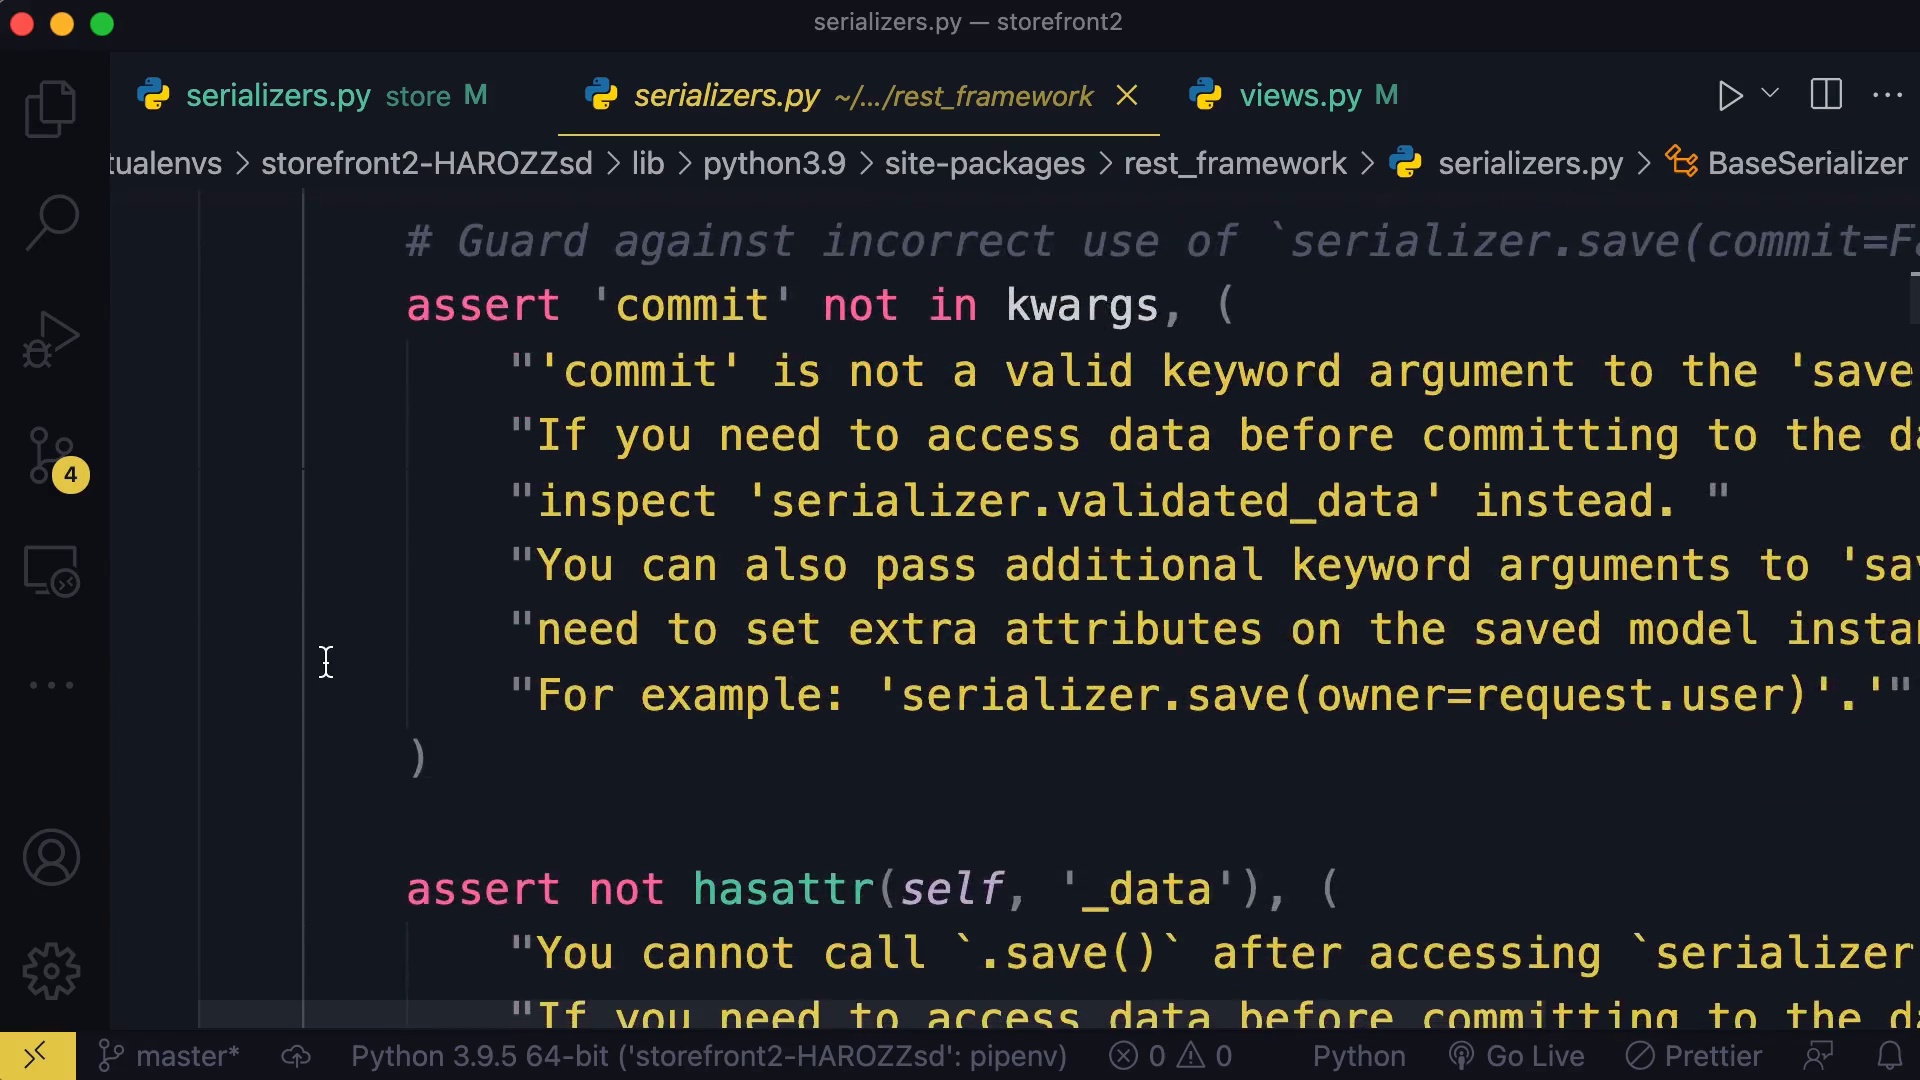 serializers.py — storefront2
serializers.py store M
serializers.py ~/.../rest_framework
views.py M
tualenvs > storefront2-HAROZZsd > lib > python3.9 > site-packages > rest_framework > serializers.py > BaseSerializer
# Guard against incorrect use of `serializer.save(commit=F
assert 'commit' not in kwargs, (
"'commit' is not a valid keyword argument to the 'save
"If you need to access data before committing to the da
"inspect 'serializer.validated_data' instead. "
"You can also pass additional keyword arguments to 'sav
"need to set extra attributes on the saved model instan
"For example: 'serializer.save(owner=request.user)'.'"
)
assert not hasattr(self, '_data'), (
"You cannot call `.save()` after accessing `serializer
"If you need to access data before committing to the da
4
master* Python 3.9.5 64-bit ('storefront2-HAROZZsd': pipenv) 0 0 Python Go Live Prettier